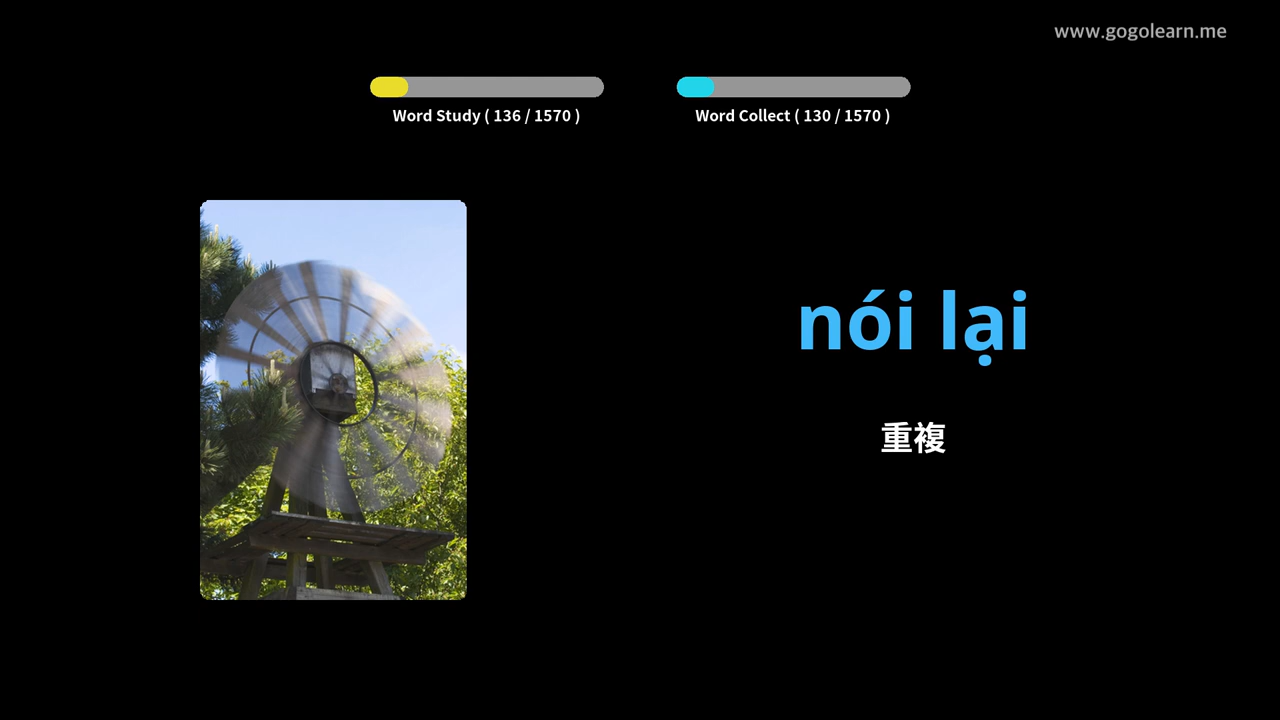 www.gogolearn.me
Word Study ( 136 / 1570 )
Word Collect ( 130 / 1570 )
nói lại
重複